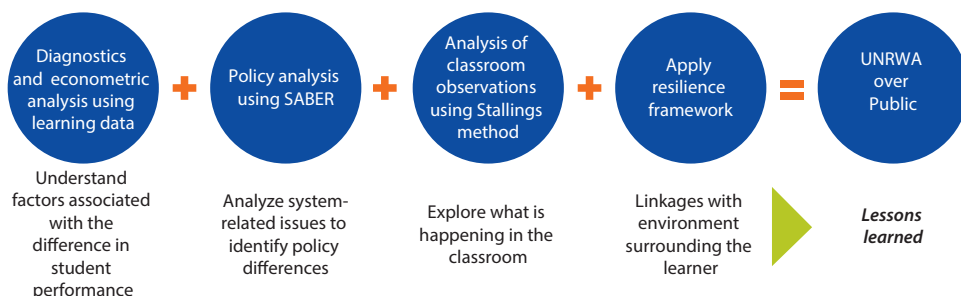 Diagnostics
and econometric
analysis using
learning data
Policy analysis
using SABER
Analysis of
classroom
observations
using Stallings
method
Apply
resilience
framework
UNRWA
over
Public
Understand
factors associated
with the
difference in
student
performance
Analyze system-
related issues to
identify policy
differences
Explore what is
happening in the
classroom
Linkages with
environment
surrounding the
learner
Lessons
learned